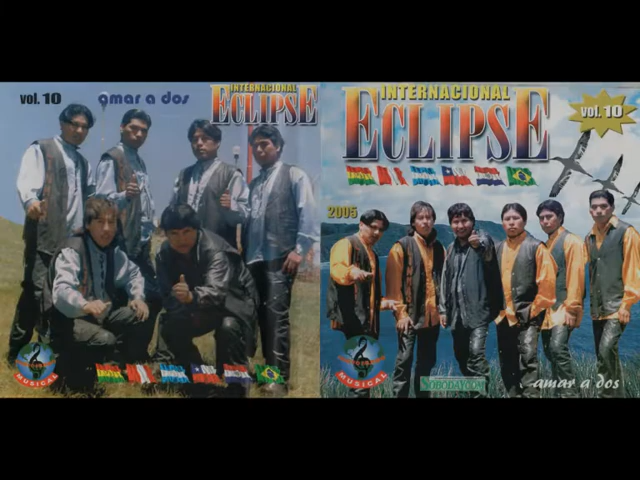 vol. 10
amar a dos
INTERNACIONAL
ECLIPSE
MUSICAL
INTERNACIONAL
ECLIPSE
vol. 10
2005
MUSICAL
amar a dos